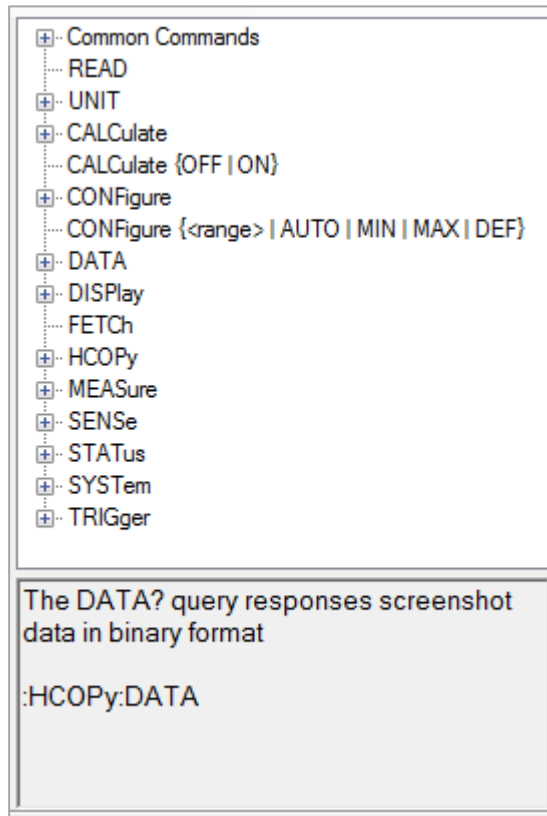 Common Commands
READ
UNIT
CALCulate
CALCulate {OFF | ON}
CONFigure
CONFigure {<range> | AUTO | MIN | MAX | DEF}
DATA
DISPlay
FETCh
HCOPy
MEASure
SENSe
STATus
SYSTem
TRIGger
The DATA? query responses screenshot
data in binary format
:HCOPy:DATA